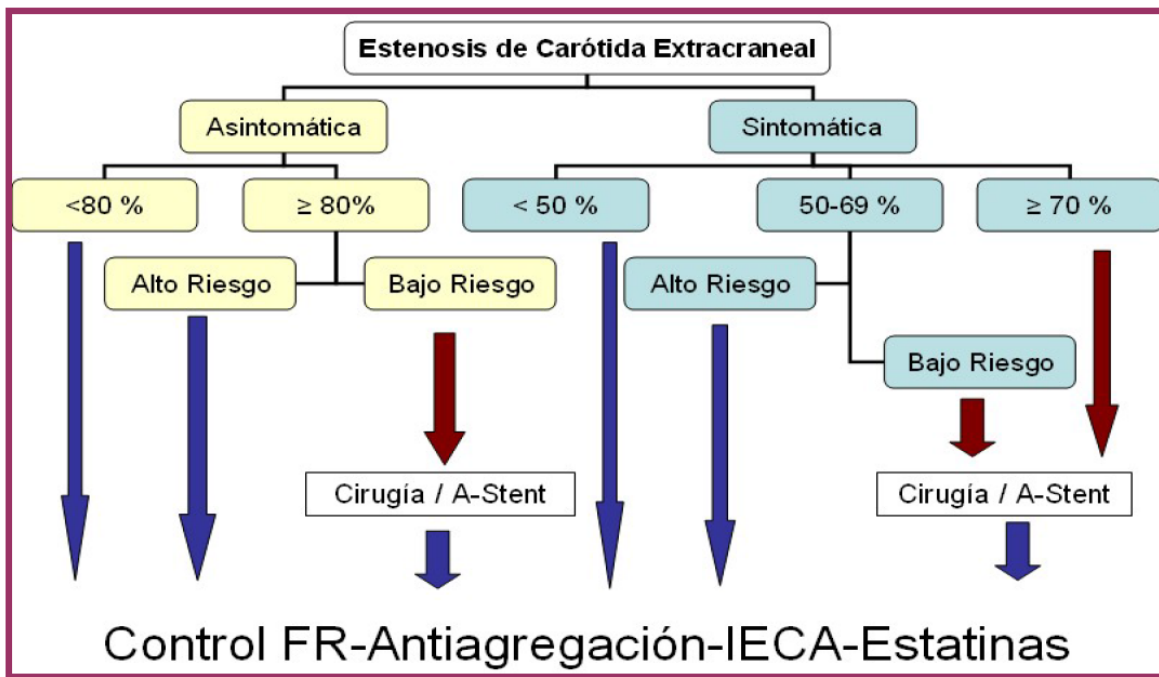 Estenosis de Carótida Extracraneal
Asintomática
Sintomática
<80 %
≥ 80%
< 50 %
50-69 %
≥ 70 %
Alto Riesgo
Bajo Riesgo
Alto Riesgo
Bajo Riesgo
Cirugía / A-Stent
Cirugía / A-Stent
Control FR-Antiagregación-IECA-Estatinas